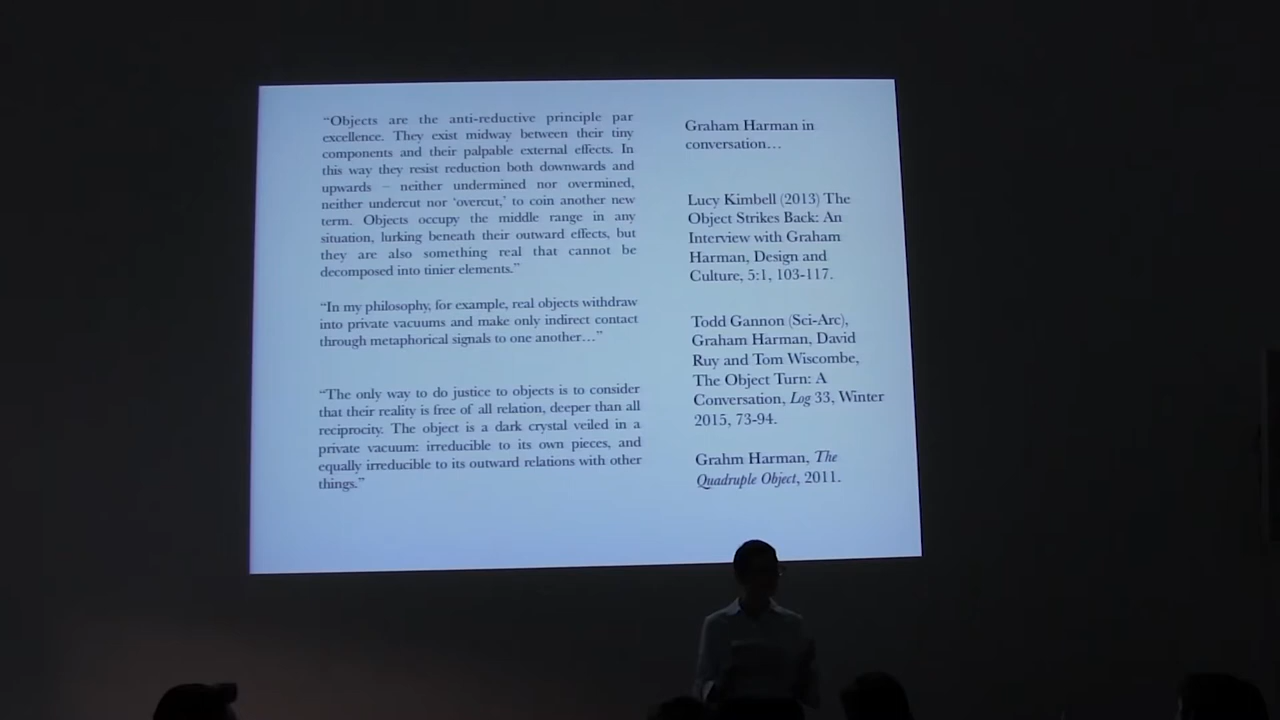 “Objects are the anti-reductive principle par
excellence. They exist midway between their tiny
components and their palpable external effects. In
this way they resist reduction both downwards and
upwards – neither undermined nor overmined,
neither undercut nor ‘overcut,’ to coin another new
term. Objects occupy the middle range in any
situation, lurking beneath their outward effects, but
they are also something real that cannot be
decomposed into tinier elements.”
“In my philosophy, for example, real objects withdraw
into private vacuums and make only indirect contact
through metaphorical signals to one another…”
“The only way to do justice to objects is to consider
that their reality is free of all relation, deeper than all
reciprocity. The object is a dark crystal veiled in a
private vacuum: irreducible to its own pieces, and
equally irreducible to its outward relations with other
things.”
Graham Harman in
conversation…
Lucy Kimbell (2013) The
Object Strikes Back: An
Interview with Graham
Harman, Design and
Culture, 5:1, 103-117.
Todd Gannon (Sci-Arc),
Graham Harman, David
Ruy and Tom Wiscombe,
The Object Turn: A
Conversation, Log 33, Winter
2015, 73-94.
Grahm Harman, The
Quadruple Object, 2011.